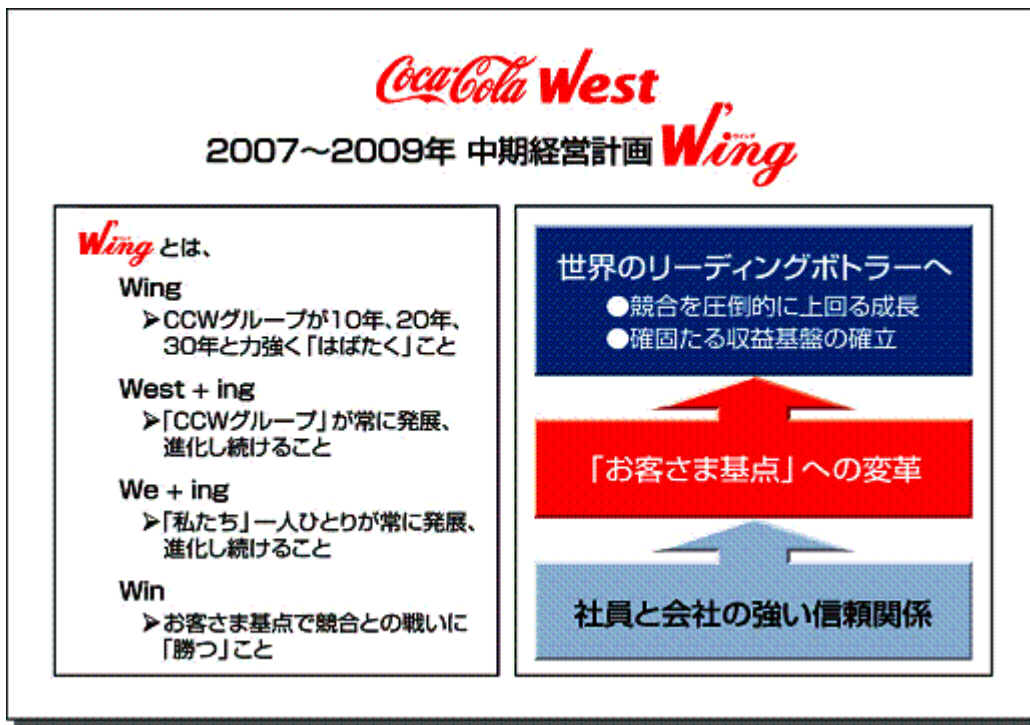 Coca-Cola West
2007～2009年 中期経営計画 Wing
ウイング
Wing とは、
Wing
➢CCWグループが10年、20年、
30年と力強く「はばたく」こと
West + ing
➢「CCWグループ」が常に発展、
進化し続けること
We + ing
➢「私たち」一人ひとりが常に発展、
進化し続けること
Win
➢お客さま基点で競合との戦いに
「勝つ」こと
世界のリーディングボトラーへ
●競合を圧倒的に上回る成長
●確固たる収益基盤の確立
「お客さま基点」への変革
社員と会社の強い信頼関係